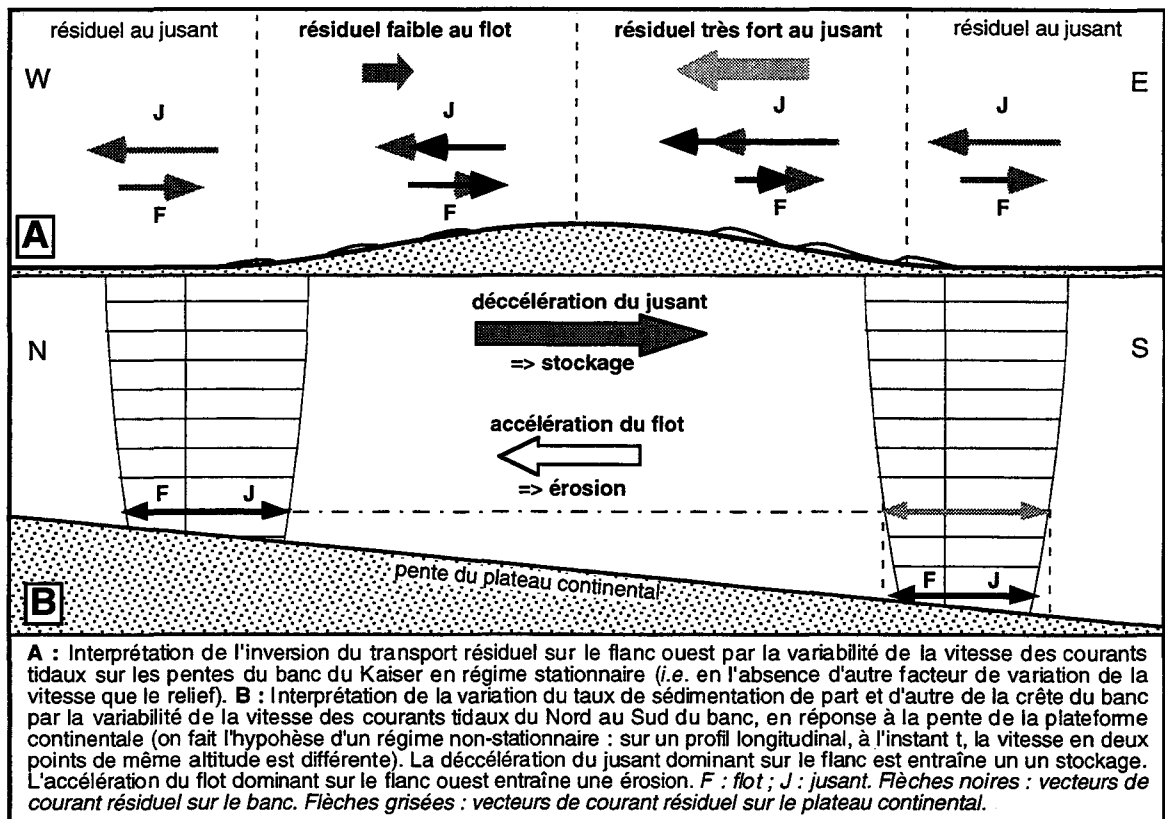 résiduel au jusant résiduel faible au flot résiduel très fort au jusant résiduel au jusant
W E
J J J J
F F F F
A
déccélération du jusant
N S
=> stockage
accélération du flot
=> érosion
F J
pente du plateau continental
F J
B
A : Interprétation de l'inversion du transport résiduel sur le flanc ouest par la variabilité de la vitesse des courants
tidaux sur les pentes du banc du Kaiser en régime stationnaire (i.e. en l'absence d'autre facteur de variation de la
vitesse que le relief). B : Interprétation de la variation du taux de sédimentation de part et d'autre de la crête du banc
par la variabilité de la vitesse des courants tidaux du Nord au Sud du banc, en réponse à la pente de la plateforme
continentale (on fait l'hypohèse d'un régime non-stationnaire : sur un profil longitudinal, à l'instant t, la vitesse en deux
points de même altitude est différente). La déccélération du jusant dominant sur le flanc est entraîne un un stockage.
L'accélération du flot dominant sur le flanc ouest entraîne une érosion. F : flot ; J : jusant. Flèches noires : vecteurs de
courant résiduel sur le banc. Flèches grisées : vecteurs de courant résiduel sur le plateau continental.